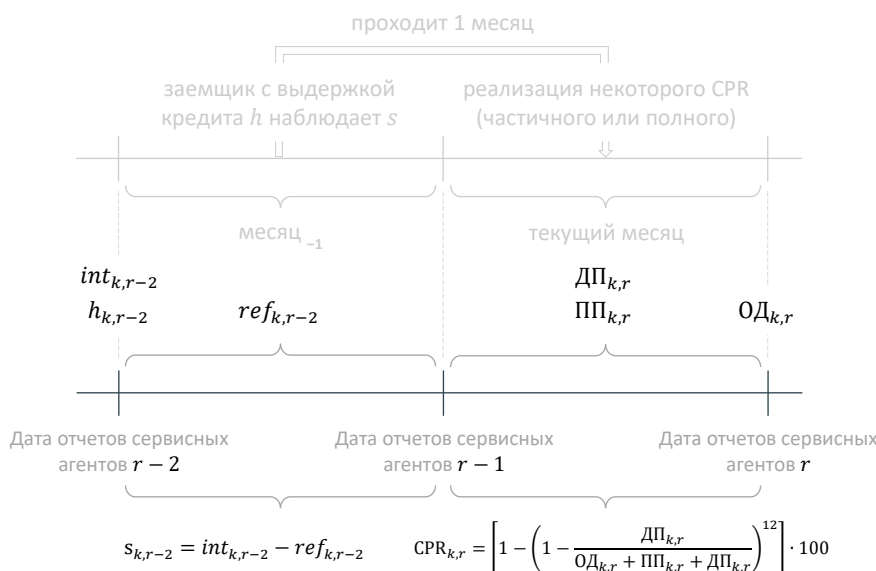 проходит 1 месяц
заемщик с выдержкой
кредита h наблюдает s
реализация некоторого CPR
(частичного или полного)
месяц ₋₁
текущий месяц
int_{k,r−2}
h_{k,r−2}
ref_{k,r−2}
ДП_{k,r}
ПП_{k,r}
ОД_{k,r}
Дата отчетов сервисных
агентов r − 2
Дата отчетов сервисных
агентов r − 1
Дата отчетов сервисных
агентов r
s_{k,r−2} = int_{k,r−2} − ref_{k,r−2}
CPR_{k,r} = [1 − (1 − ДП_{k,r} / (ОД_{k,r} + ПП_{k,r} + ДП_{k,r}))^{12}] · 100